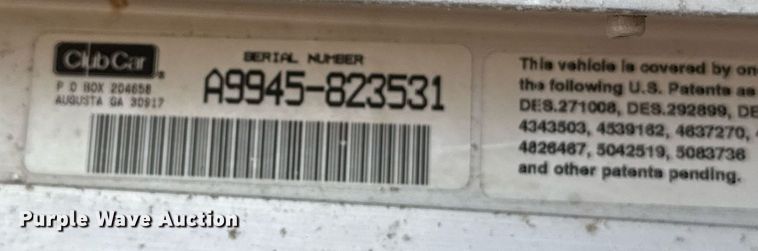 Club Car
SERIAL NUMBER
P O BOX 204658
AUGUSTA GA 30917
A9945-823531
This vehicle is covered by on
the following U.S. Patents as
DES.271008, DES.292899, DE
4343503, 4539162, 4637270,
4826467, 5042519, 5083736
and other patents pending.
Purple Wave Auction